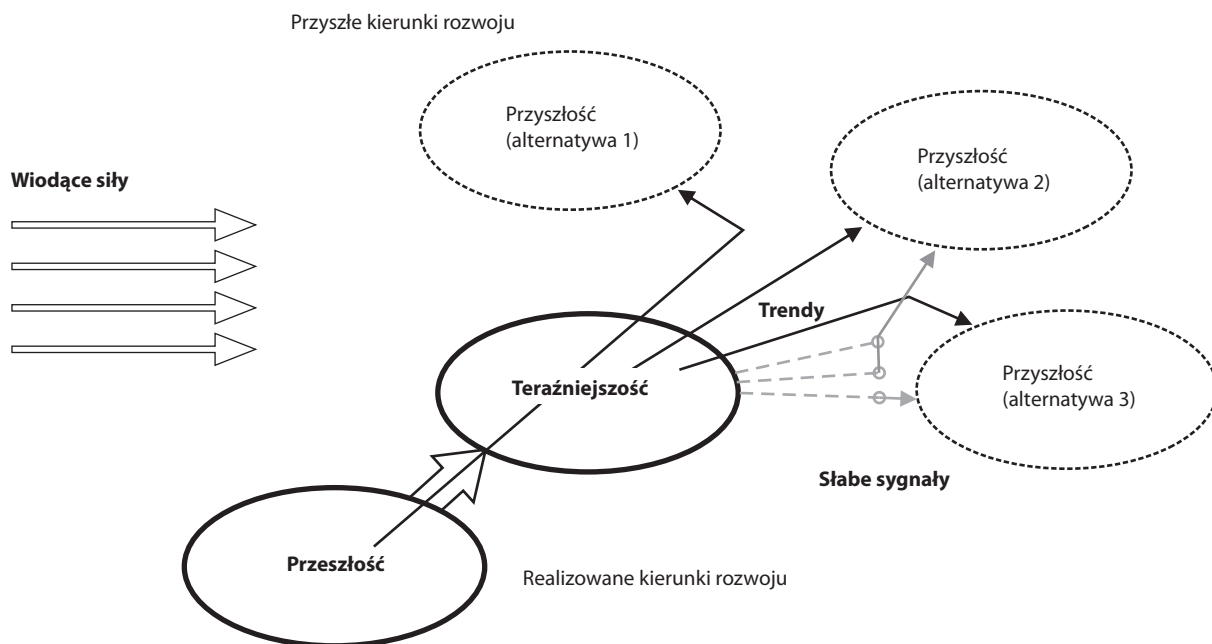 Przyszłe kierunki rozwoju
Przyszłość
(alternatywa 1)
Przyszłość
(alternatywa 2)
Wiodące siły
Trendy
Teraźniejszość
Przyszłość
(alternatywa 3)
Słabe sygnały
Przeszłość
Realizowane kierunki rozwoju